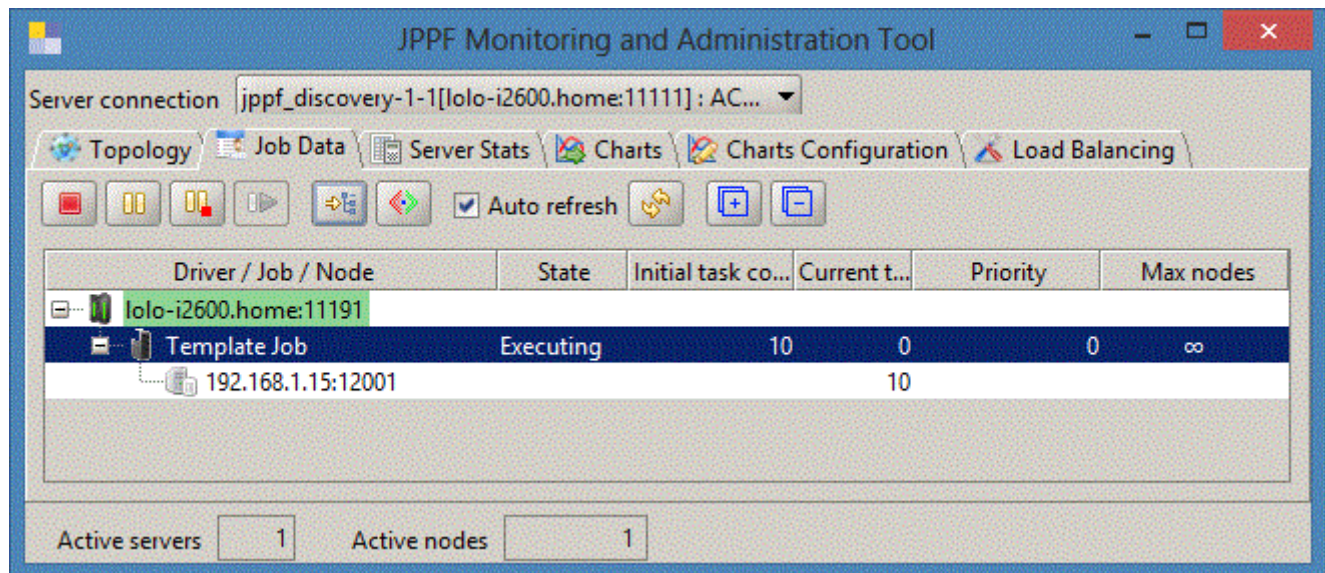 JPPF Monitoring and Administration Tool
Server connection jppf_discovery-1-1[lolo-i2600.home:11111] : AC...
Topology Job Data Server Stats Charts Charts Configuration Load Balancing
Auto refresh
Driver / Job / Node State Initial task co... Current t... Priority Max nodes
lolo-i2600.home:11191
Template Job Executing 10 0 0 ∞
192.168.1.15:12001 10
Active servers 1 Active nodes 1